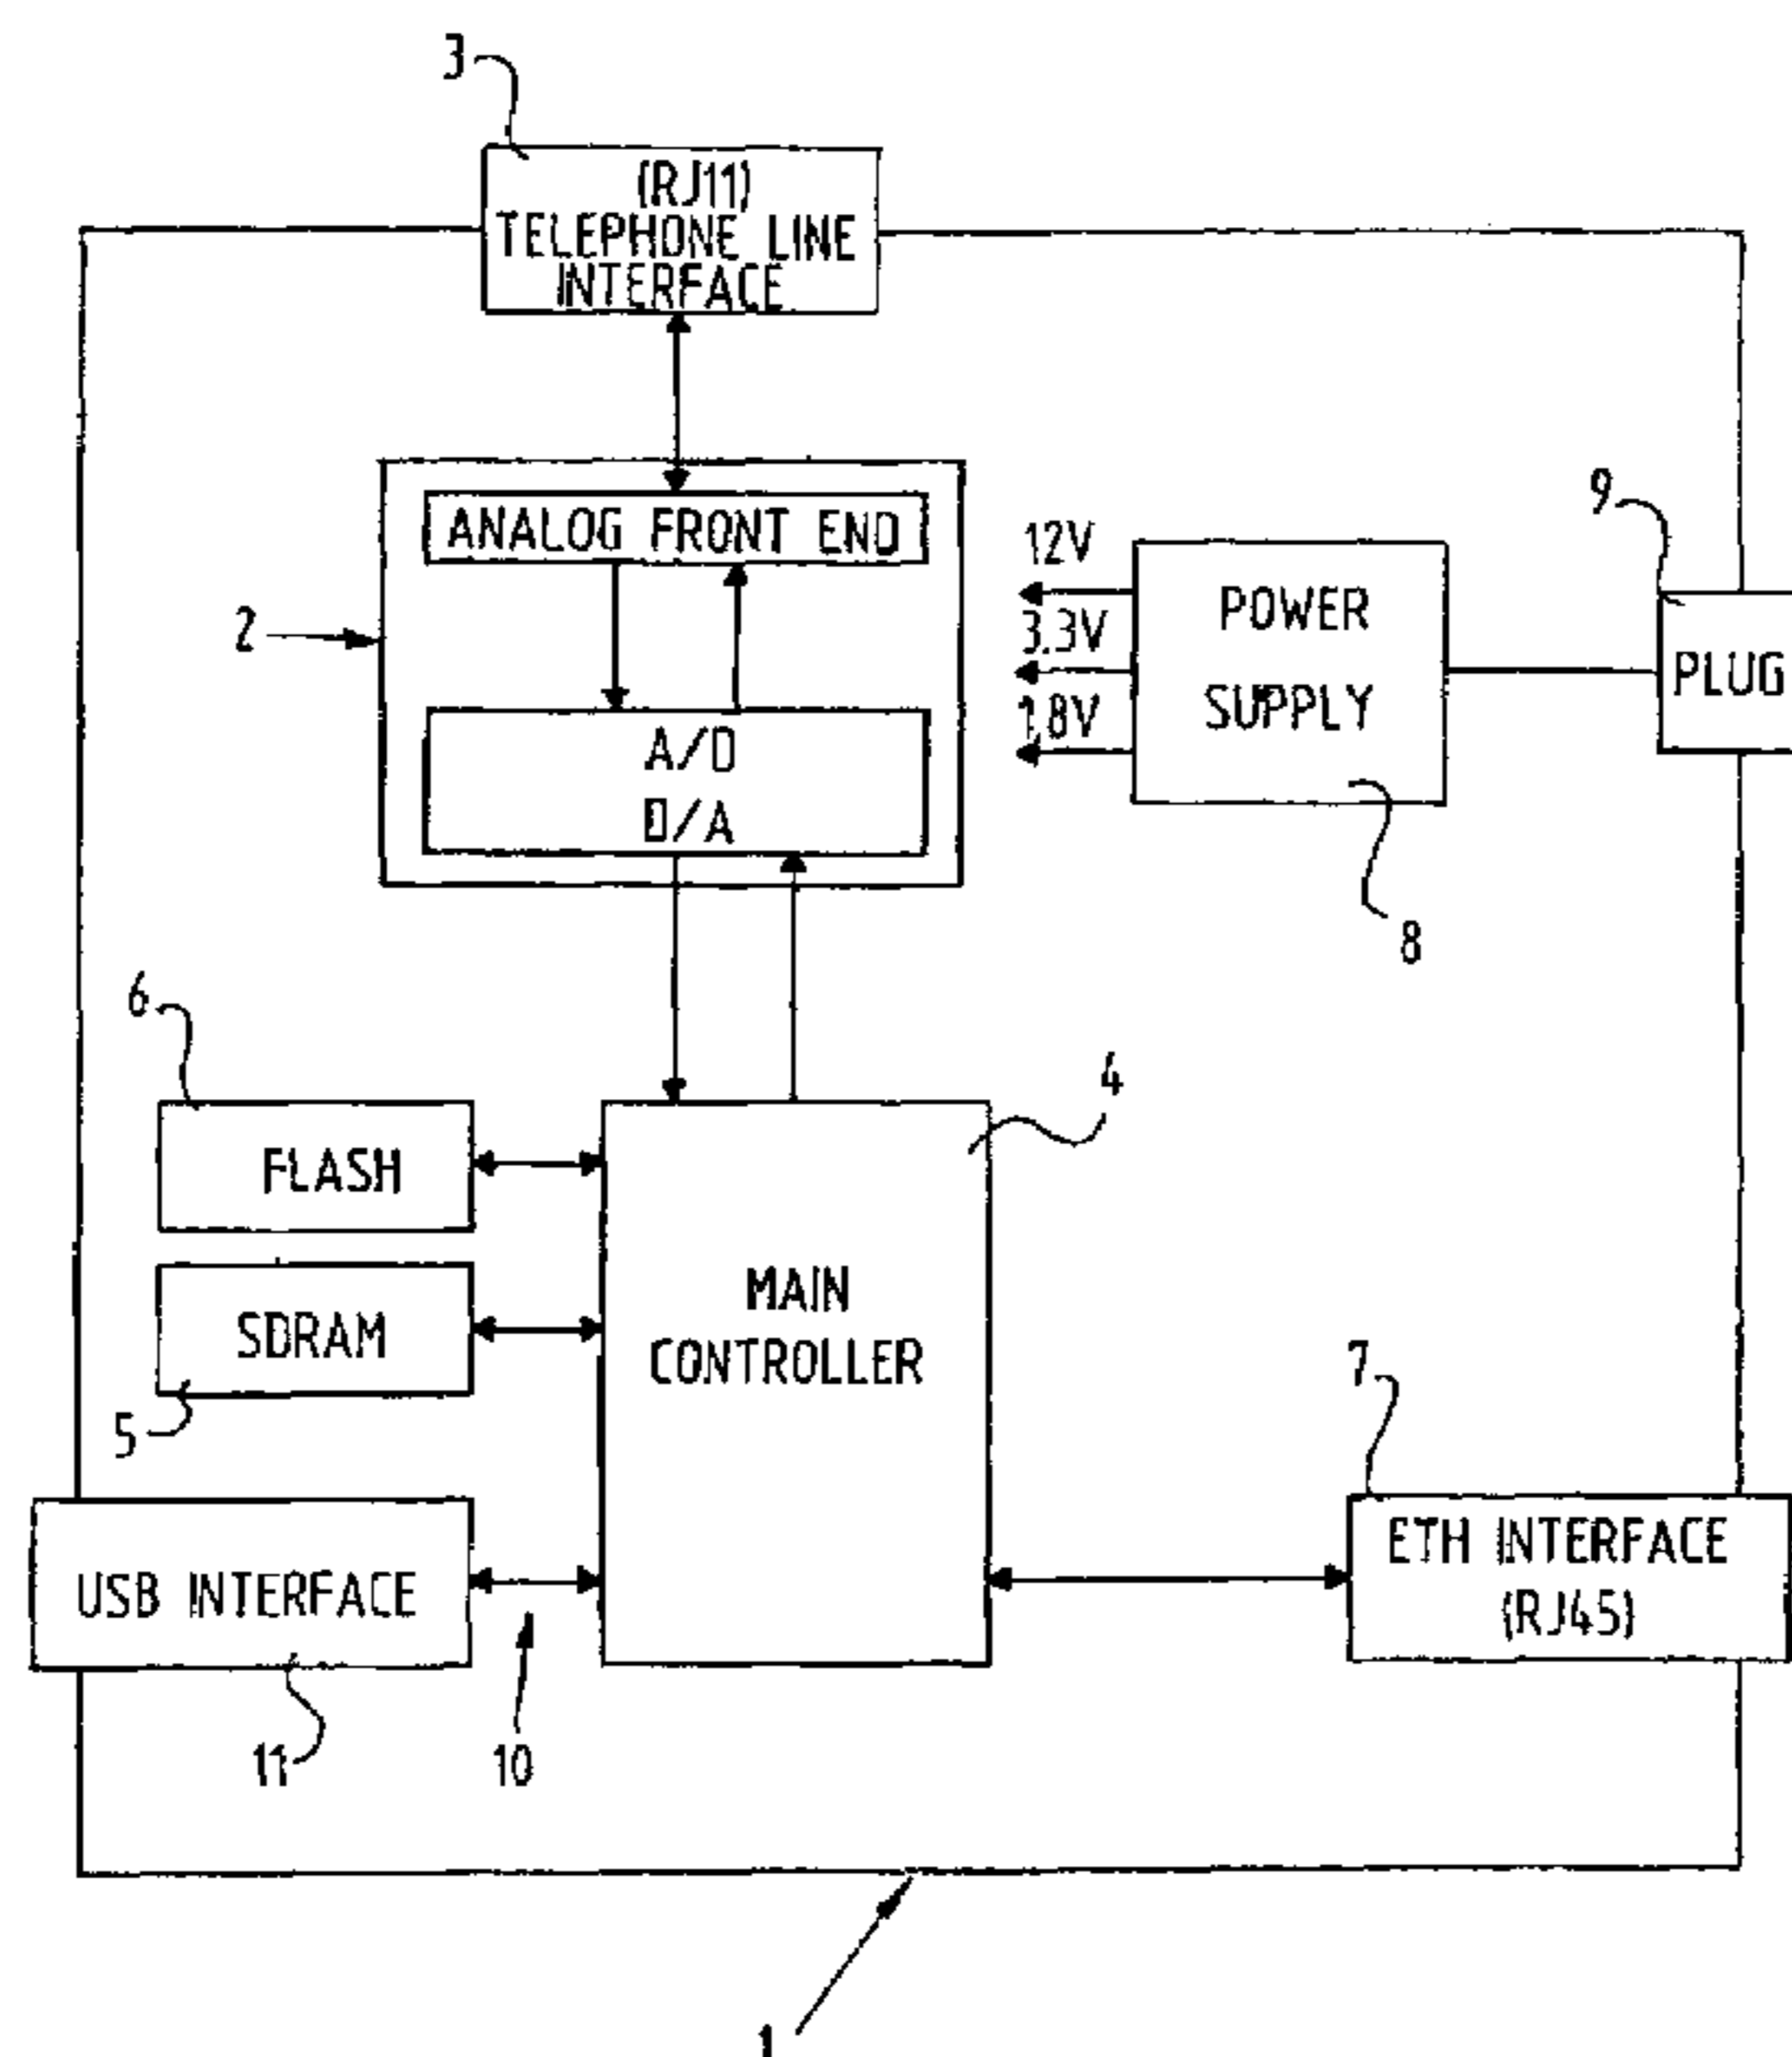 3
(RJ11)
TELEPHONE LINE
INTERFACE
ANALOG FRONT END
2
A/D
D/A
12V
3.3V
1.8V
POWER
SUPPLY
9
PLUG
8
6
FLASH
SDRAM
5
4
MAIN
CONTROLLER
7
ETH INTERFACE
(RJ45)
USB INTERFACE
11
10
1